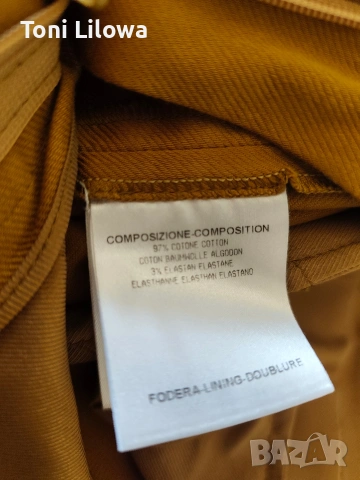 Toni Lilowa
COMPOSIZIONE-COMPOSITION
97% COTONE COTTON
COTON BAUMWOLLE ALGODON
3% ELASTAN ELASTANE
ELASTHANNE ELASTHAN ELASTANO
FODERA-LINING-DOUBLURE
BAZAR